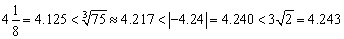 4 1/8 = 4.125 < ∛75 ≈ 4.217 < |−4.24| = 4.240 < 3√2 = 4.243